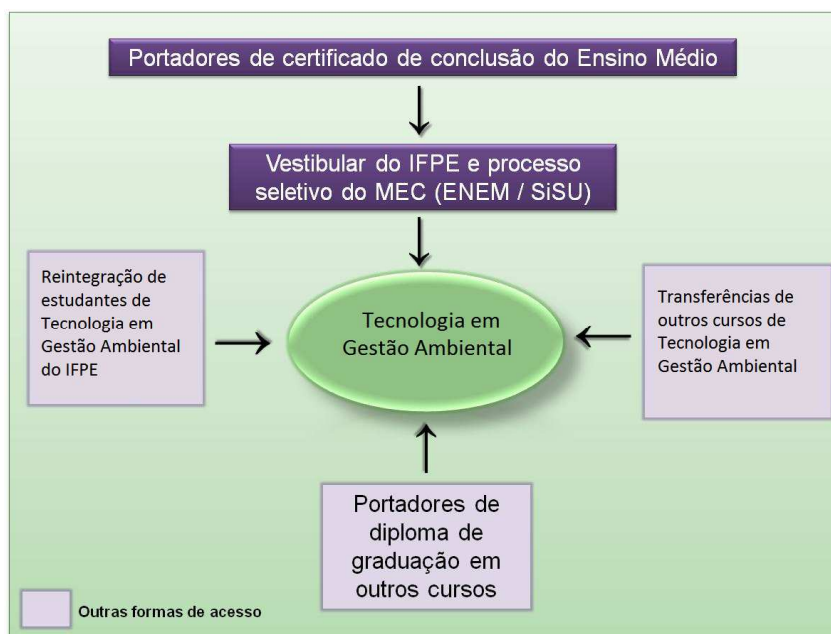 Portadores de certificado de conclusão do Ensino Médio
Vestibular do IFPE e processo
seletivo do MEC (ENEM / SiSU)
Reintegração de
estudantes de
Tecnologia em
Gestão Ambiental
do IFPE
Tecnologia em
Gestão Ambiental
Transferências de
outros cursos de
Tecnologia em
Gestão Ambiental
Portadores de
diploma de
graduação em
outros cursos
Outras formas de acesso